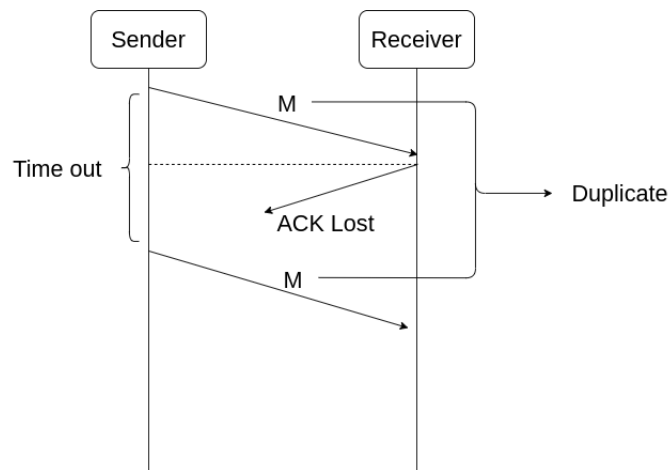 Sender
Receiver
M
Time out
Duplicate
ACK Lost
M